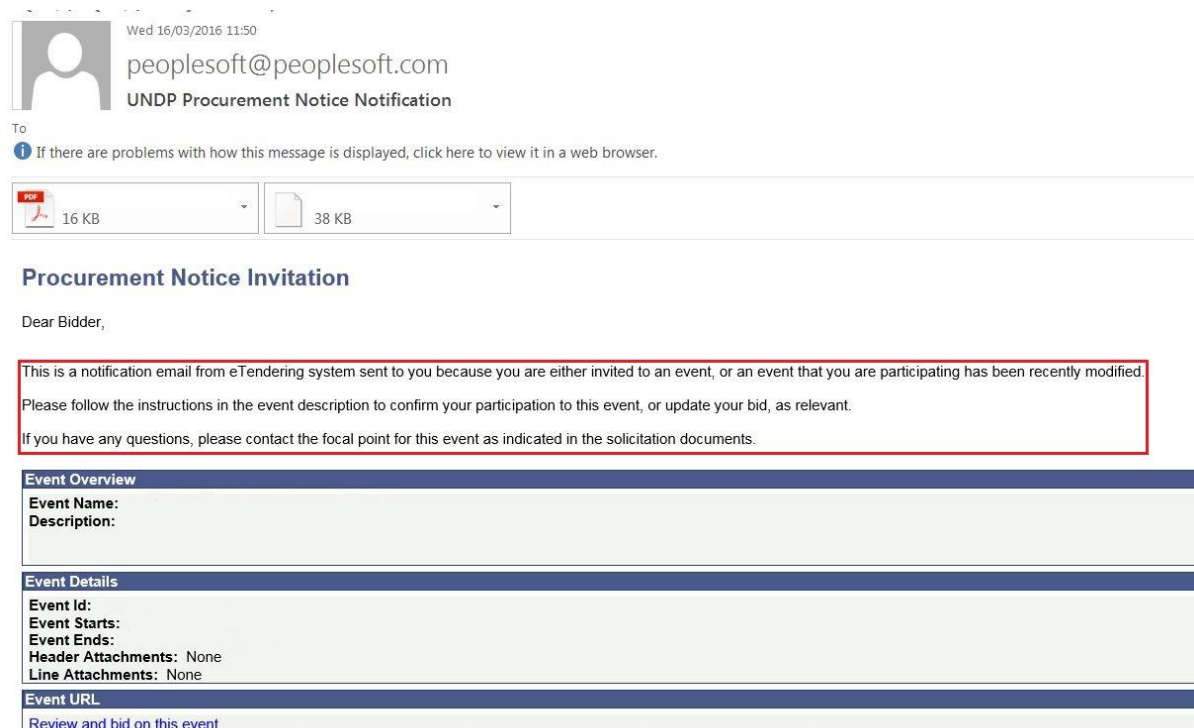 Wed 16/03/2016 11:50
peoplesoft@peoplesoft.com
UNDP Procurement Notice Notification
To
If there are problems with how this message is displayed, click here to view it in a web browser.
PDF
16 KB
38 KB
Procurement Notice Invitation
Dear Bidder,
This is a notification email from eTendering system sent to you because you are either invited to an event, or an event that you are participating has been recently modified.
Please follow the instructions in the event description to confirm your participation to this event, or update your bid, as relevant.
If you have any questions, please contact the focal point for this event as indicated in the solicitation documents.
Event Overview
Event Name:
Description:
Event Details
Event Id:
Event Starts:
Event Ends:
Header Attachments: None
Line Attachments: None
Event URL
Review and bid on this event